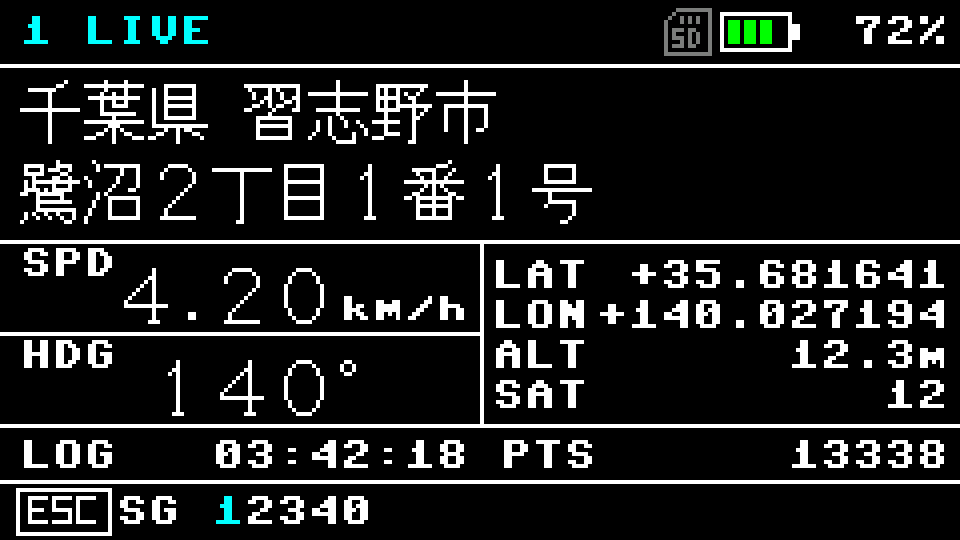 1 LIVE SD 72%
千葉県 習志野市
鷺沼2丁目1番1号
SPD 4.20 km/h
HDG 140°
LAT +35.681641
LON +140.027194
ALT 12.3m
SAT 12
LOG 03:42:18 PTS 13338
ESC SG 12340